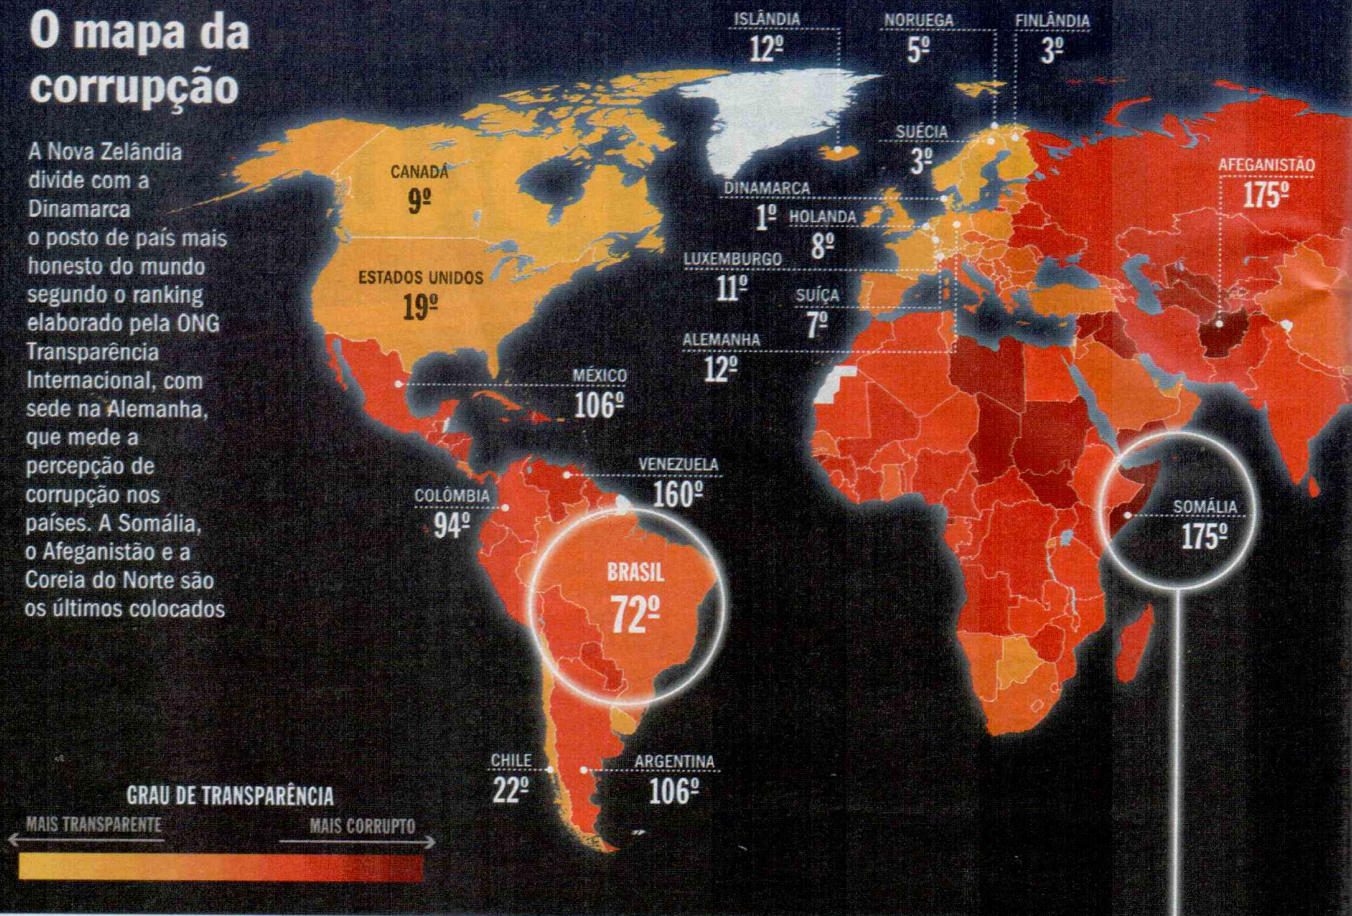 O mapa da
corrupção
A Nova Zelândia
divide com a
Dinamarca
o posto de país mais
honesto do mundo
segundo o ranking
elaborado pela ONG
Transparência
Internacional, com
sede na Alemanha,
que mede a
percepção de
corrupção nos
países. A Somália,
o Afeganistão e a
Coreia do Norte são
os últimos colocados
ISLÂNDIA
12º
NORUEGA
5º
FINLÂNDIA
3º
SUÉCIA
3º
AFEGANISTÃO
175º
CANADÁ
9º
DINAMARCA
1º
HOLANDA
8º
LUXEMBURGO
11º
ESTADOS UNIDOS
19º
SUÍÇA
7º
ALEMANHA
12º
MÉXICO
106º
VENEZUELA
160º
COLÔMBIA
94º
SOMÁLIA
175º
BRASIL
72º
CHILE
22º
ARGENTINA
106º
GRAU DE TRANSPARÊNCIA
MAIS TRANSPARENTE
MAIS CORRUPTO